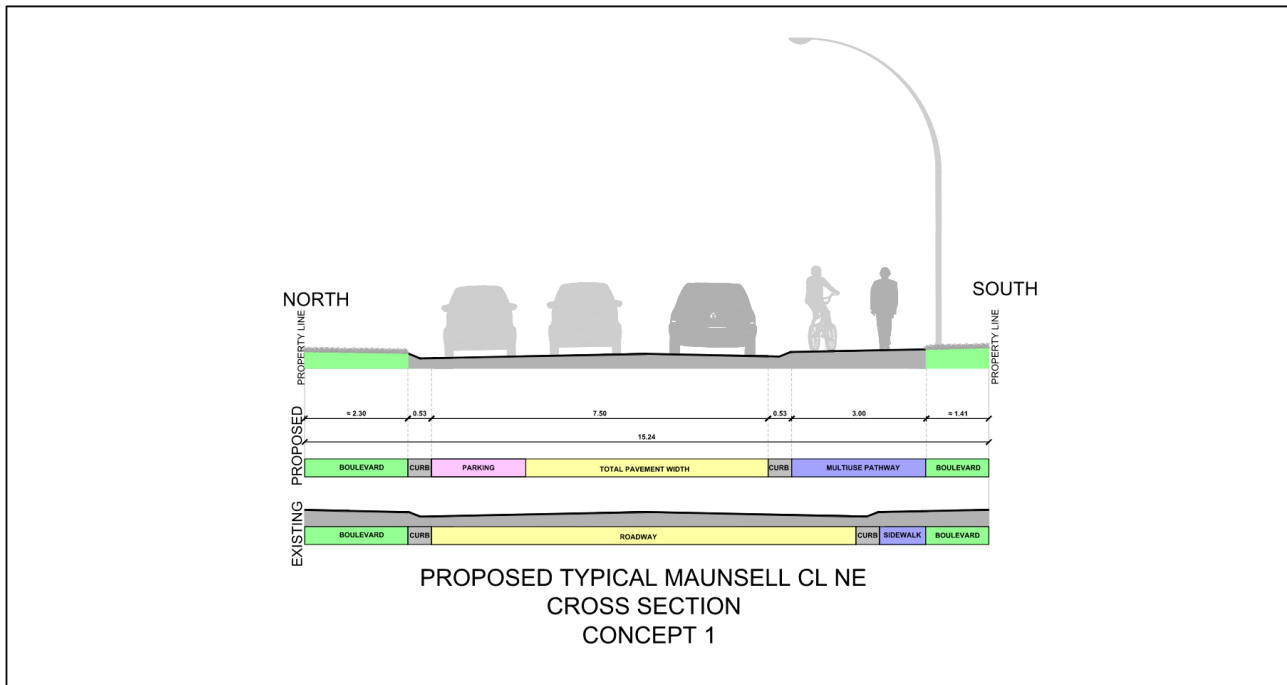 NORTH
SOUTH
PROPERTY LINE
PROPERTY LINE
PROPOSED
≈ 2.30 0.53 7.50 0.53 3.00 ≈ 1.41
15.24
BOULEVARD CURB PARKING TOTAL PAVEMENT WIDTH CURB MULTIUSE PATHWAY BOULEVARD
EXISTING
BOULEVARD CURB ROADWAY CURB SIDEWALK BOULEVARD
PROPOSED TYPICAL MAUNSELL CL NE
CROSS SECTION
CONCEPT 1